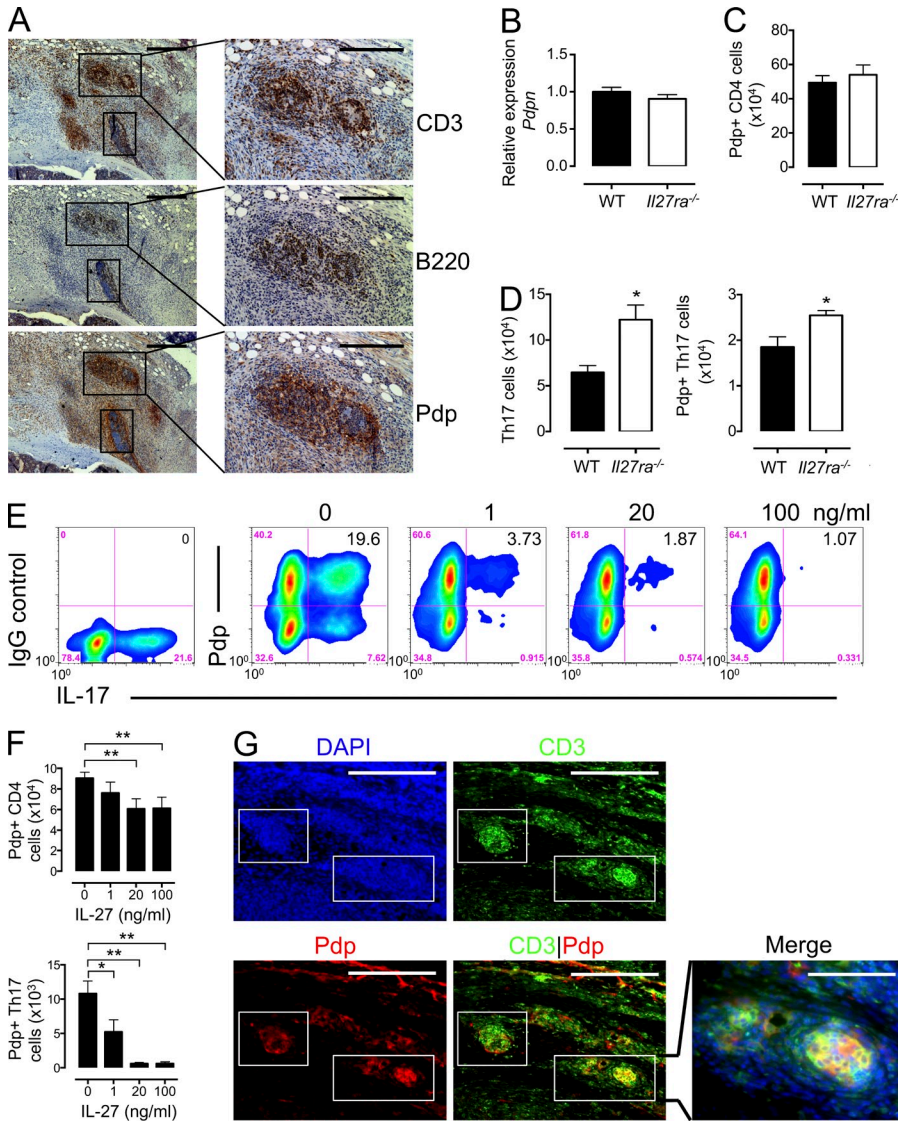 A
CD3
B220
Pdp
B
Relative expression
Pdpn
1.5
1.0
0.5
0.0
WT Il27ra-/-
C
Pdp+ CD4 cells
(x10⁴)
80
60
40
20
0
WT Il27ra-/-
D
Th17 cells (x10⁴)
15
10
5
0
*
WT Il27ra-/-
Pdp+ Th17 cells
(x10⁴)
3
2
1
0
*
WT Il27ra-/-
E
0 1 20 100 ng/ml
IgG control
Pdp
0 0
78.4 21.6
10⁰
10⁰
40.2 19.6
32.6 7.62
10⁰
10⁰
60.6 3.73
34.8 0.915
10⁰
10⁰
61.8 1.87
35.8 0.574
10⁰
10⁰
64.1 1.07
34.5 0.331
10⁰
10⁰
IL-17
F
Pdp+ CD4
cells (x10⁴)
10
8
6
4
2
0
**
**
0 1 20 100
IL-27 (ng/ml)
Pdp+ Th17
cells (x10³)
15
10
5
0
**
**
*
0 1 20 100
IL-27 (ng/ml)
G
DAPI
CD3
Pdp
CD3|Pdp
Merge